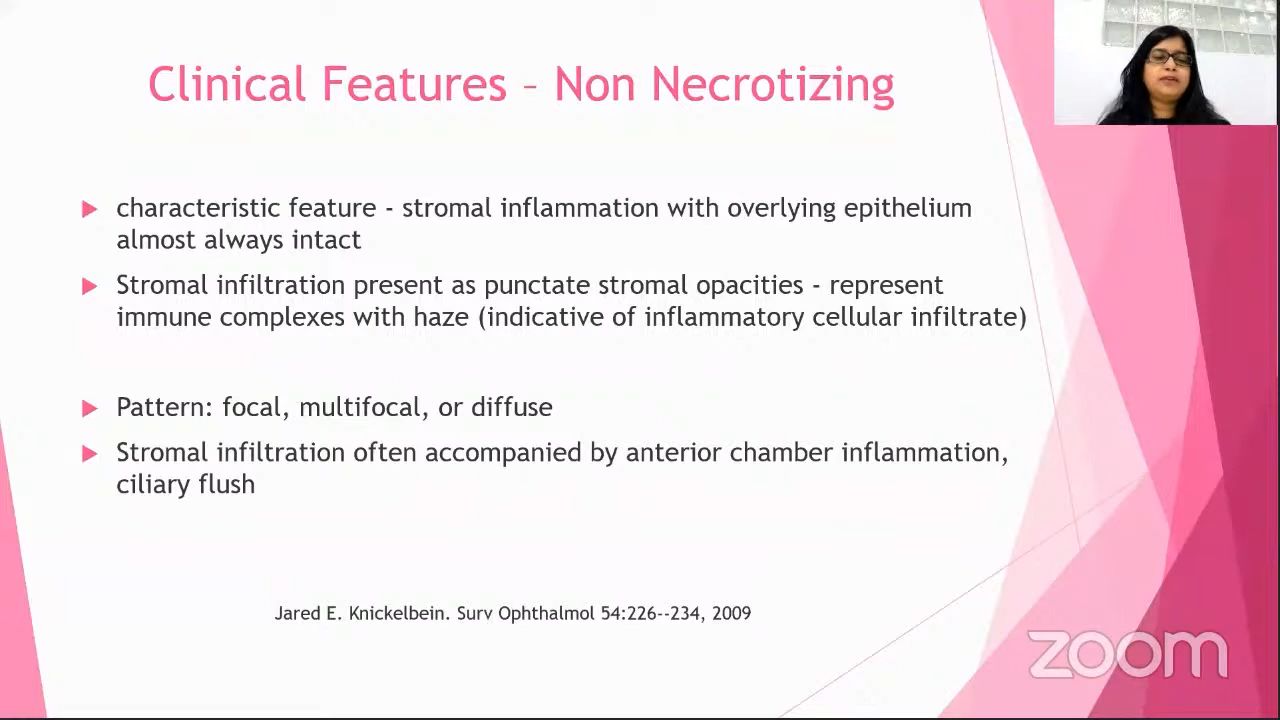 Clinical Features – Non Necrotizing
characteristic feature - stromal inflammation with overlying epithelium
almost always intact
Stromal infiltration present as punctate stromal opacities - represent
immune complexes with haze (indicative of inflammatory cellular infiltrate)
Pattern: focal, multifocal, or diffuse
Stromal infiltration often accompanied by anterior chamber inflammation,
ciliary flush
Jared E. Knickelbein. Surv Ophthalmol 54:226--234, 2009
zoom